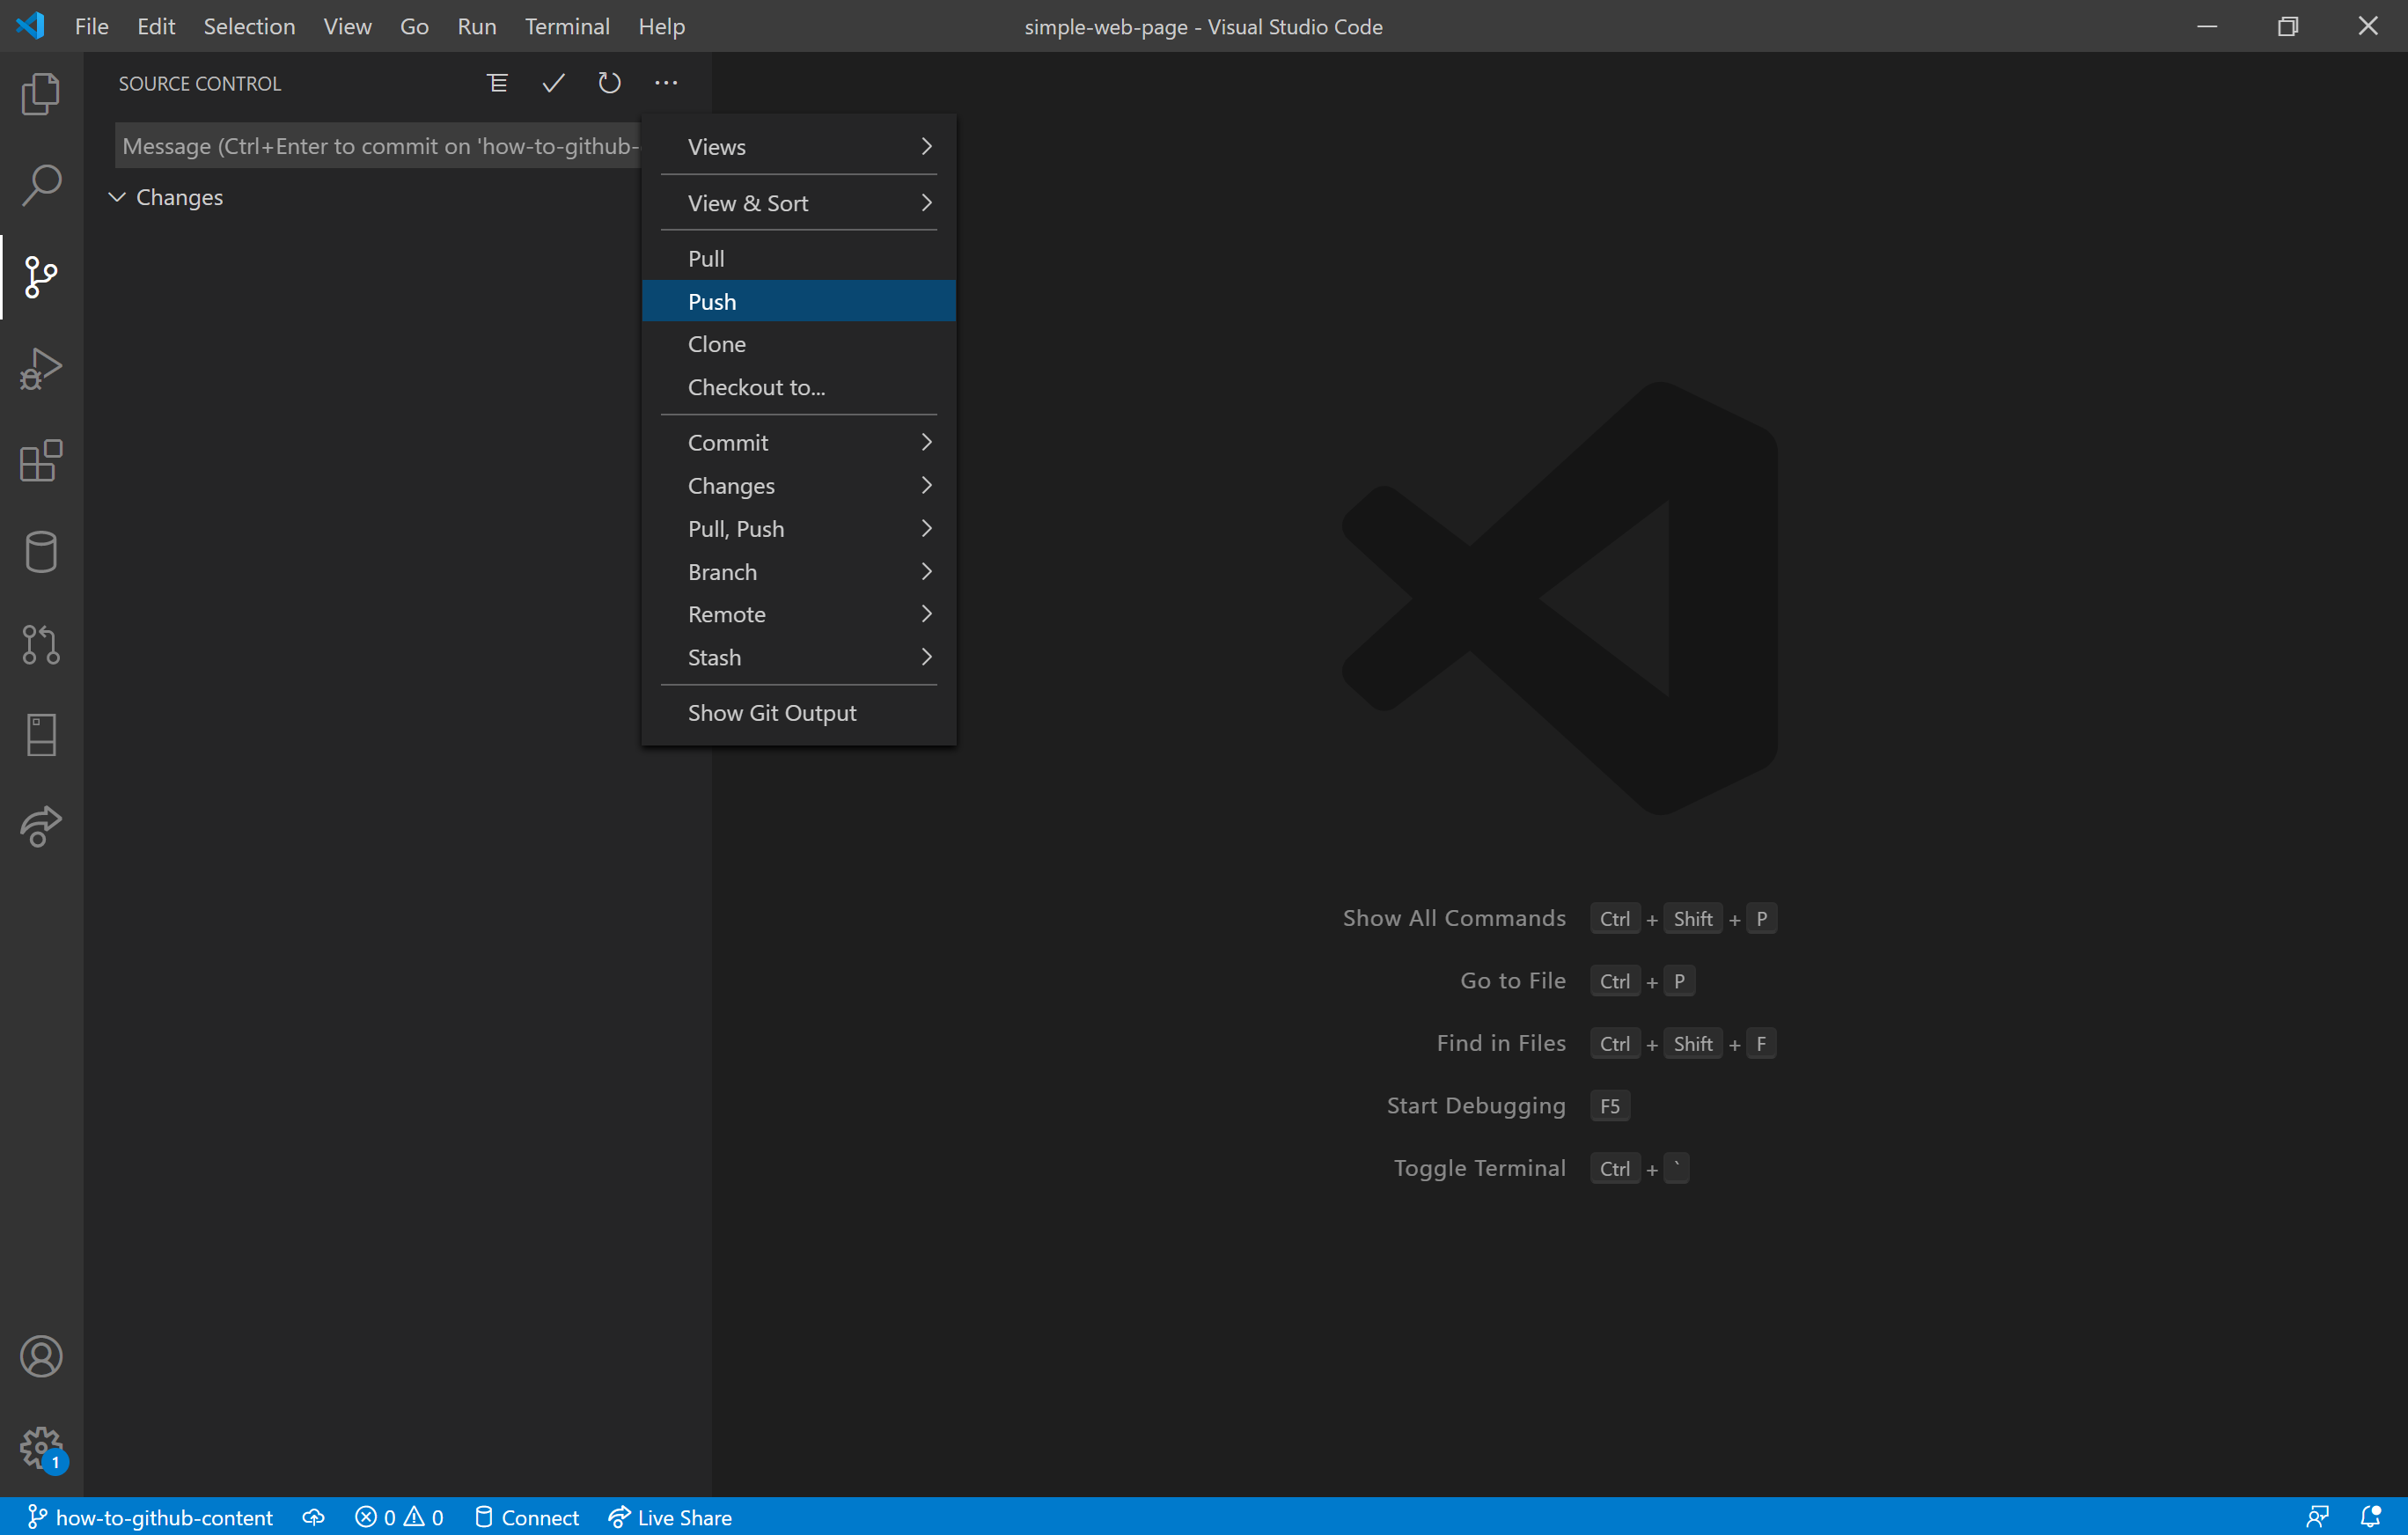 File Edit Selection View Go Run Terminal Help
simple-web-page - Visual Studio Code
SOURCE CONTROL
Message (Ctrl+Enter to commit on 'how-to-github-
Changes
Views
View & Sort
Pull
Push
Clone
Checkout to...
Commit
Changes
Pull, Push
Branch
Remote
Stash
Show Git Output
Show All Commands Ctrl + Shift + P
Go to File Ctrl + P
Find in Files Ctrl + Shift + F
Start Debugging F5
Toggle Terminal Ctrl + `
1
how-to-github-content 0 0 Connect Live Share